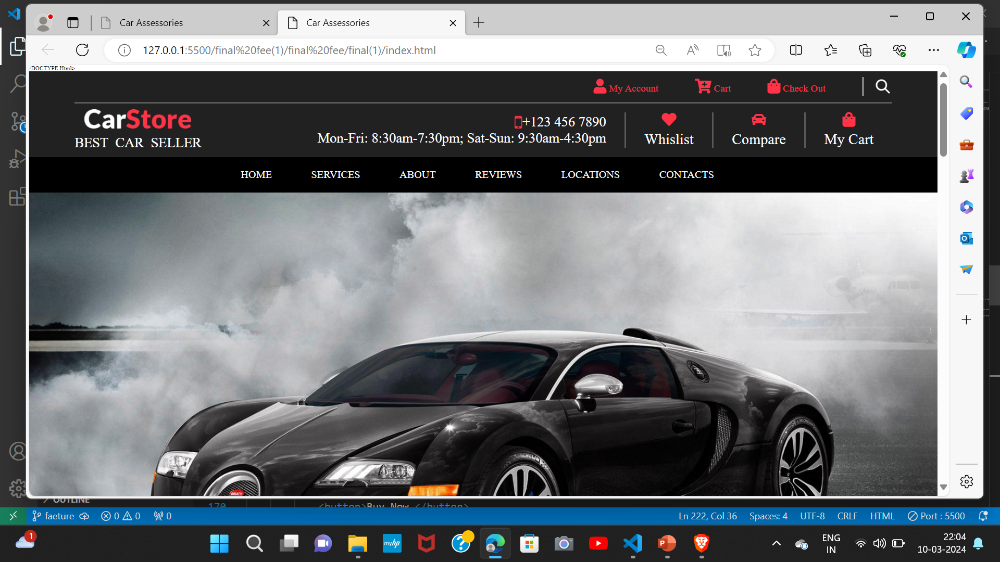 Car Assessories
Car Assessories
127.0.0.1:5500/final%20fee(1)/final%20fee/final(1)/index.html
DOCTYPE Html>
My Account Cart Check Out
CarStore
BEST CAR SELLER
+123 456 7890
Mon-Fri: 8:30am-7:30pm; Sat-Sun: 9:30am-4:30pm
Whislist Compare My Cart
HOME SERVICES ABOUT REVIEWS LOCATIONS CONTACTS
MICHELIN
BUGATTI
OUTLINE
170 <button>Buy Now </button>
faeture 0 0 0 Ln 222, Col 36 Spaces: 4 UTF-8 CRLF HTML Port : 5500
1
myhp
ENG
IN
22:04
10-03-2024